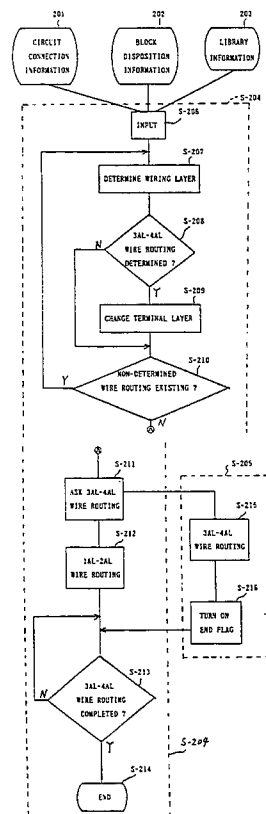 201
202
203
CIRCUIT
CONNECTION
INFORMATION
BLOCK
DISPOSITION
INFORMATION
LIBRARY
INFORMATION
S-204
S-206
INPUT
S-207
DETERMINE WIRING LAYER
S-208
3AL-4AL
WIRE ROUTING
DETERMINED ?
N
Y
S-209
CHANGE TERMINAL LAYER
S-210
NON-DETERMINED
WIRE ROUTING EXISTING ?
Y
N
A
A
S-211
ASK 3AL-4AL
WIRE ROUTING
S-205
S-215
3AL-4AL
WIRE ROUTING
S-212
1AL-2AL
WIRE ROUTING
S-216
TURN ON
END FLAG
S-213
3AL-4AL
WIRE ROUTING
COMPLETED ?
N
Y
S-204
S-214
END